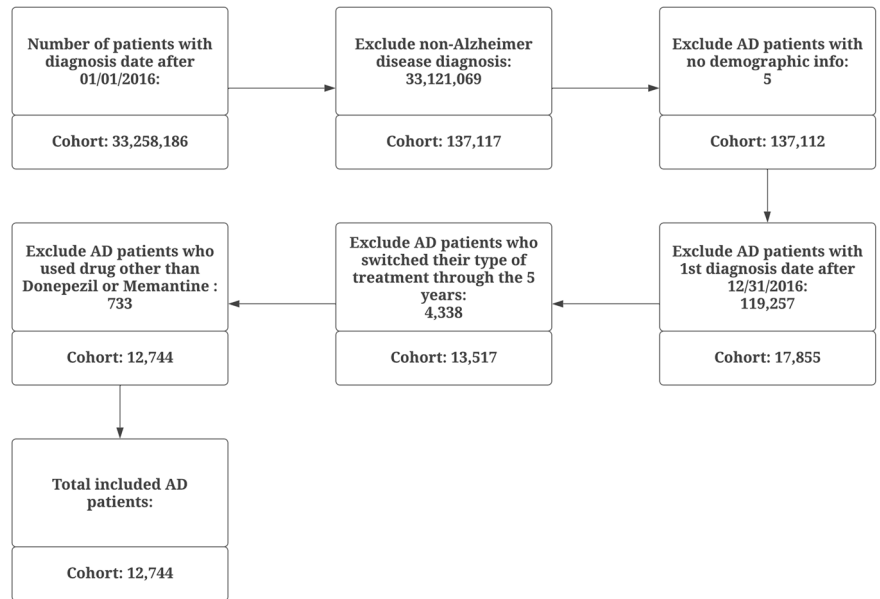 Number of patients with
diagnosis date after
01/01/2016:
Cohort: 33,258,186
Exclude non-Alzheimer
disease diagnosis:
33,121,069
Cohort: 137,117
Exclude AD patients with
no demographic info:
5
Cohort: 137,112
Exclude AD patients with
1st diagnosis date after
12/31/2016:
119,257
Cohort: 17,855
Exclude AD patients who
switched their type of
treatment through the 5
years:
4,338
Cohort: 13,517
Exclude AD patients who
used drug other than
Donepezil or Memantine :
733
Cohort: 12,744
Total included AD
patients:
Cohort: 12,744